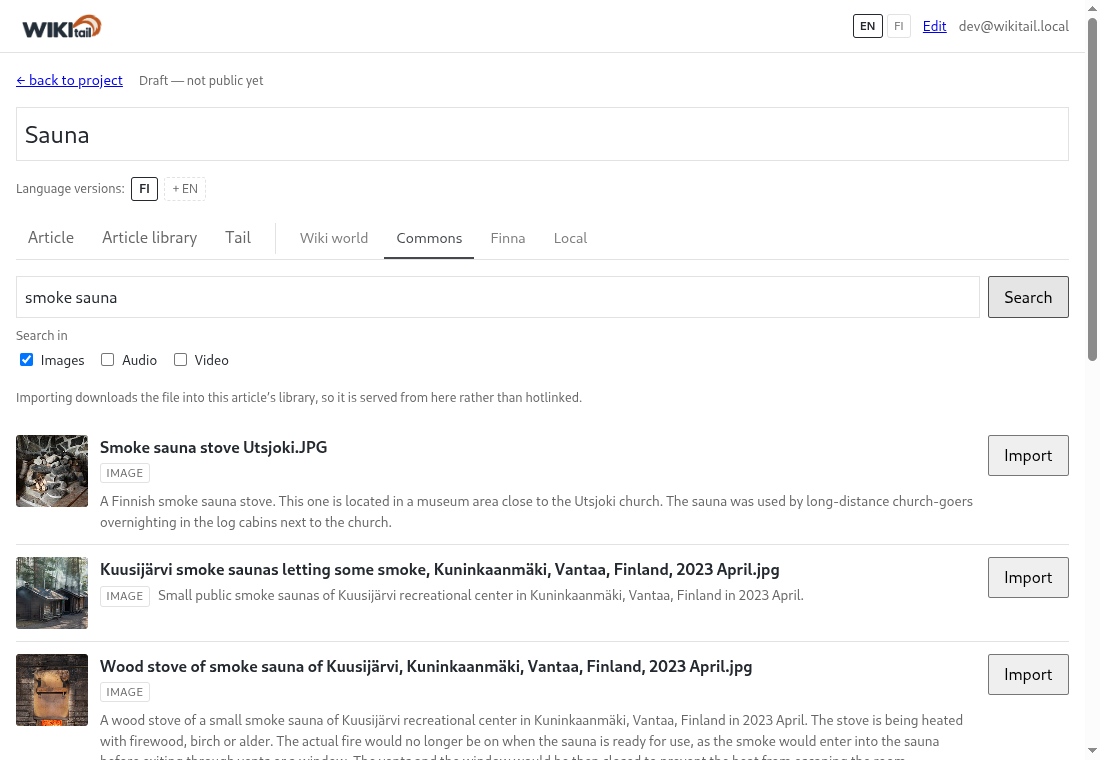 WIKItail
EN FI Edit dev@wikitail.local
← back to project Draft — not public yet
Sauna
Language versions: FI + EN
Article Article library Tail Wiki world Commons Finna Local
smoke sauna Search
Search in
Images Audio Video
Importing downloads the file into this article's library, so it is served from here rather than hotlinked.
Smoke sauna stove Utsjoki.JPG Import
IMAGE
A Finnish smoke sauna stove. This one is located in a museum area close to the Utsjoki church. The sauna was used by long-distance church-goers
overnighting in the log cabins next to the church.
Kuusijärvi smoke saunas letting some smoke, Kuninkaanmäki, Vantaa, Finland, 2023 April.jpg Import
IMAGE Small public smoke saunas of Kuusijärvi recreational center in Kuninkaanmäki, Vantaa, Finland in 2023 April.
Wood stove of smoke sauna of Kuusijärvi, Kuninkaanmäki, Vantaa, Finland, 2023 April.jpg Import
IMAGE
A wood stove of a small smoke sauna of Kuusijärvi recreational center in Kuninkaanmäki, Vantaa, Finland in 2023 April. The stove is being heated
with firewood, birch or alder. The actual fire would no longer be on when the sauna is ready for use, as the smoke would enter into the sauna